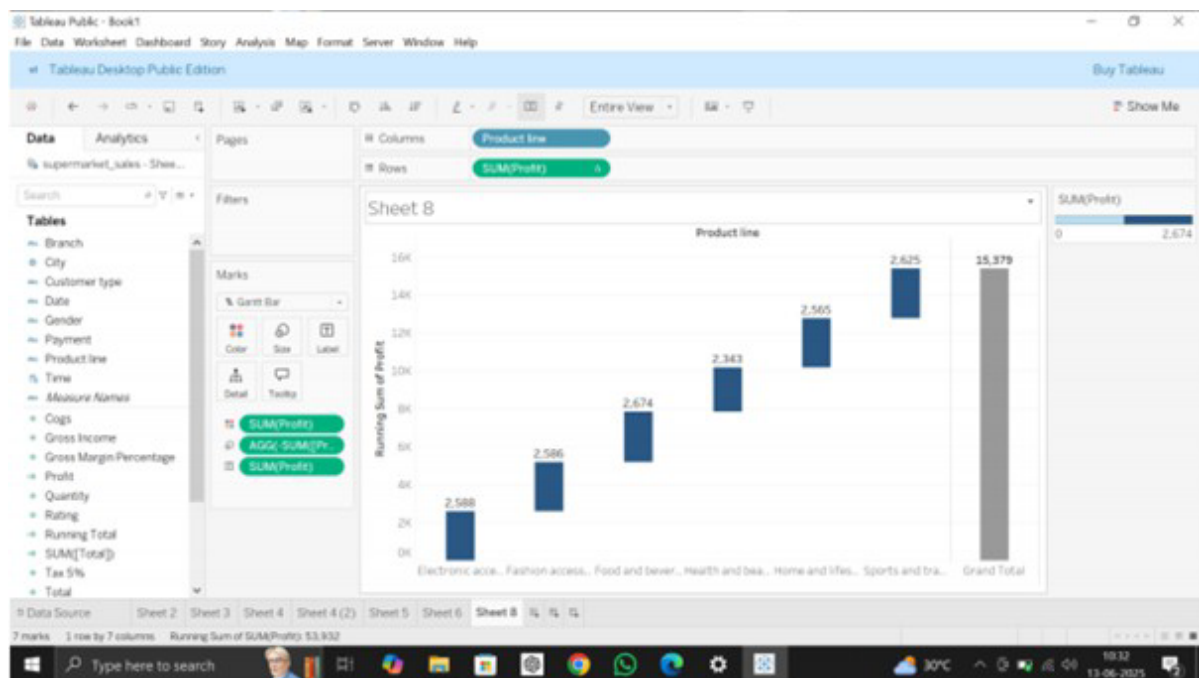 Tableau Public - Book1
File Data Worksheet Dashboard Story Analysis Map Format Server Window Help
Tableau Desktop Public Edition
Buy Tableau
Entire View
Show Me
Data Analytics
supermarket_sales - Shee...
Search
Tables
Branch
City
Customer type
Date
Gender
Payment
Product line
Time
Measure Names
Cogs
Gross Income
Gross Margin Percentage
Profit
Quantity
Rating
Running Total
SUM([Total])
Tax 5%
Total
Pages
Filters
Marks
Gantt Bar
Color Size Label
Detail Tooltip
SUM(Profit)
AGG(-SUM([Pr...
SUM(Profit)
Columns Product line
Rows SUM(Profit)
Sheet 8
Product line
Running Sum of Profit
16K
14K
12K
10K
8K
6K
4K
2K
0K
2,588
2,586
2,674
2,343
2,565
2,625
15,379
Electronic acce... Fashion access... Food and bever... Health and bea... Home and lifes... Sports and tra... Grand Total
SUM(Profit)
0 2,674
Data Source Sheet 2 Sheet 3 Sheet 4 Sheet 4 (2) Sheet 5 Sheet 6 Sheet 8
7 marks 1 row by 7 columns Running Sum of SUM(Profit): 53,932
Type here to search
30°C
10:32
13-06-2025